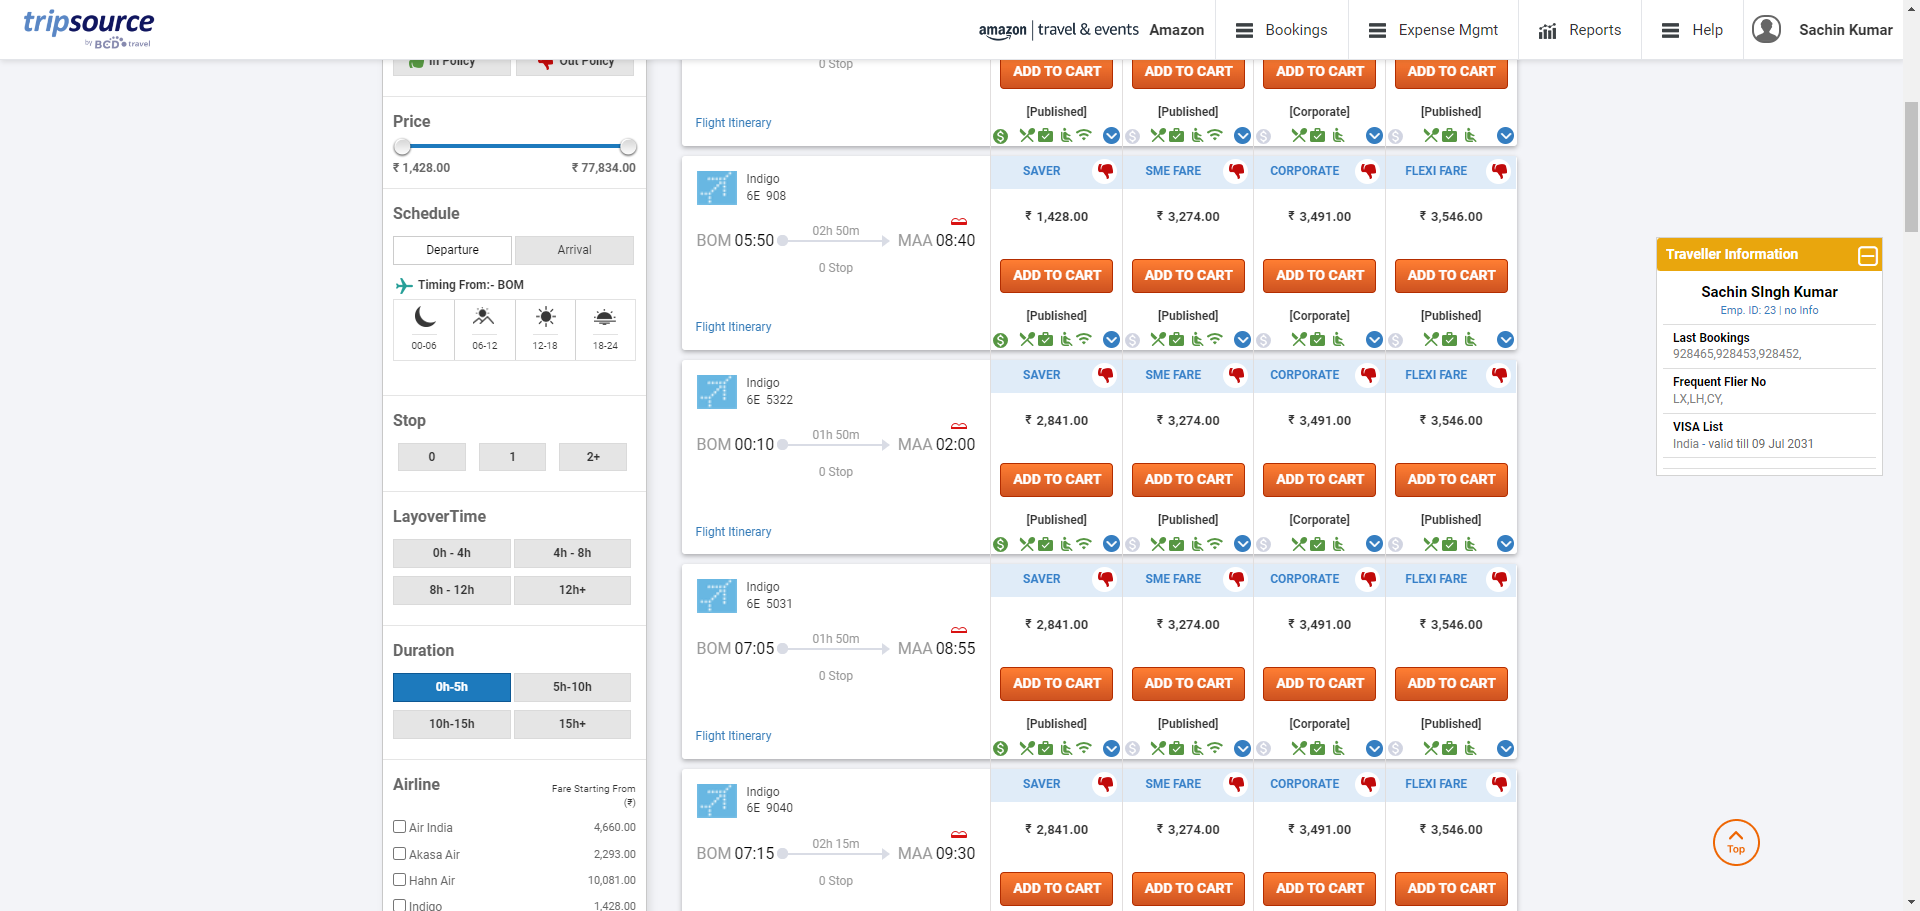 tripsource
by BCD travel
amazon | travel & events Amazon
Bookings
Expense Mgmt
Reports
Help
Sachin Kumar
In Policy
Out Policy
Price
₹ 1,428.00 ₹ 77,834.00
Schedule
Departure Arrival
Timing From:- BOM
00-06 06-12 12-18 18-24
Stop
0 1 2+
LayoverTime
0h - 4h 4h - 8h
8h - 12h 12h+
Duration
0h-5h 5h-10h
10h-15h 15h+
Airline Fare Starting From
(₹)
Air India 4,660.00
Akasa Air 2,293.00
Hahn Air 10,081.00
Indigo 1,428.00
0 Stop
ADD TO CART ADD TO CART ADD TO CART ADD TO CART
[Published] [Published] [Corporate] [Published]
Flight Itinerary
Indigo
6E 908
SAVER SME FARE CORPORATE FLEXI FARE
₹ 1,428.00 ₹ 3,274.00 ₹ 3,491.00 ₹ 3,546.00
02h 50m
BOM 05:50 MAA 08:40
0 Stop
ADD TO CART ADD TO CART ADD TO CART ADD TO CART
[Published] [Published] [Corporate] [Published]
Flight Itinerary
Indigo
6E 5322
SAVER SME FARE CORPORATE FLEXI FARE
₹ 2,841.00 ₹ 3,274.00 ₹ 3,491.00 ₹ 3,546.00
01h 50m
BOM 00:10 MAA 02:00
0 Stop
ADD TO CART ADD TO CART ADD TO CART ADD TO CART
[Published] [Published] [Corporate] [Published]
Flight Itinerary
Indigo
6E 5031
SAVER SME FARE CORPORATE FLEXI FARE
₹ 2,841.00 ₹ 3,274.00 ₹ 3,491.00 ₹ 3,546.00
01h 50m
BOM 07:05 MAA 08:55
0 Stop
ADD TO CART ADD TO CART ADD TO CART ADD TO CART
[Published] [Published] [Corporate] [Published]
Flight Itinerary
Indigo
6E 9040
SAVER SME FARE CORPORATE FLEXI FARE
₹ 2,841.00 ₹ 3,274.00 ₹ 3,491.00 ₹ 3,546.00
02h 15m
BOM 07:15 MAA 09:30
0 Stop
ADD TO CART ADD TO CART ADD TO CART ADD TO CART
Traveller Information
Sachin SIngh Kumar
Emp. ID: 23 | no Info
Last Bookings
928465,928453,928452,
Frequent Flier No
LX,LH,CY,
VISA List
India - valid till 09 Jul 2031
Top